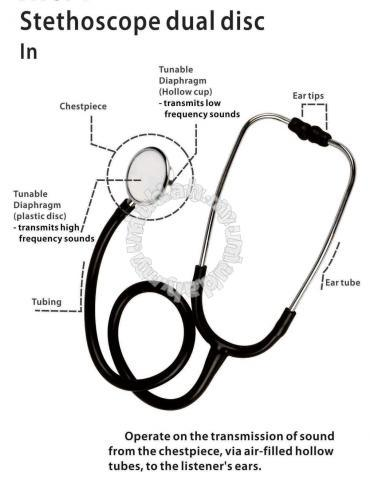 Stethoscope dual disc
In
Tunable
Diaphragm
(Hollow cup)
- transmits low
frequency sounds
Ear tips
Chestpiece
Tunable
Diaphragm
(plastic disc)
- transmits high
frequency sounds
Tubing
Ear tube
Operate on the transmission of sound
from the chestpiece, via air-filled hollow
tubes, to the listener's ears.